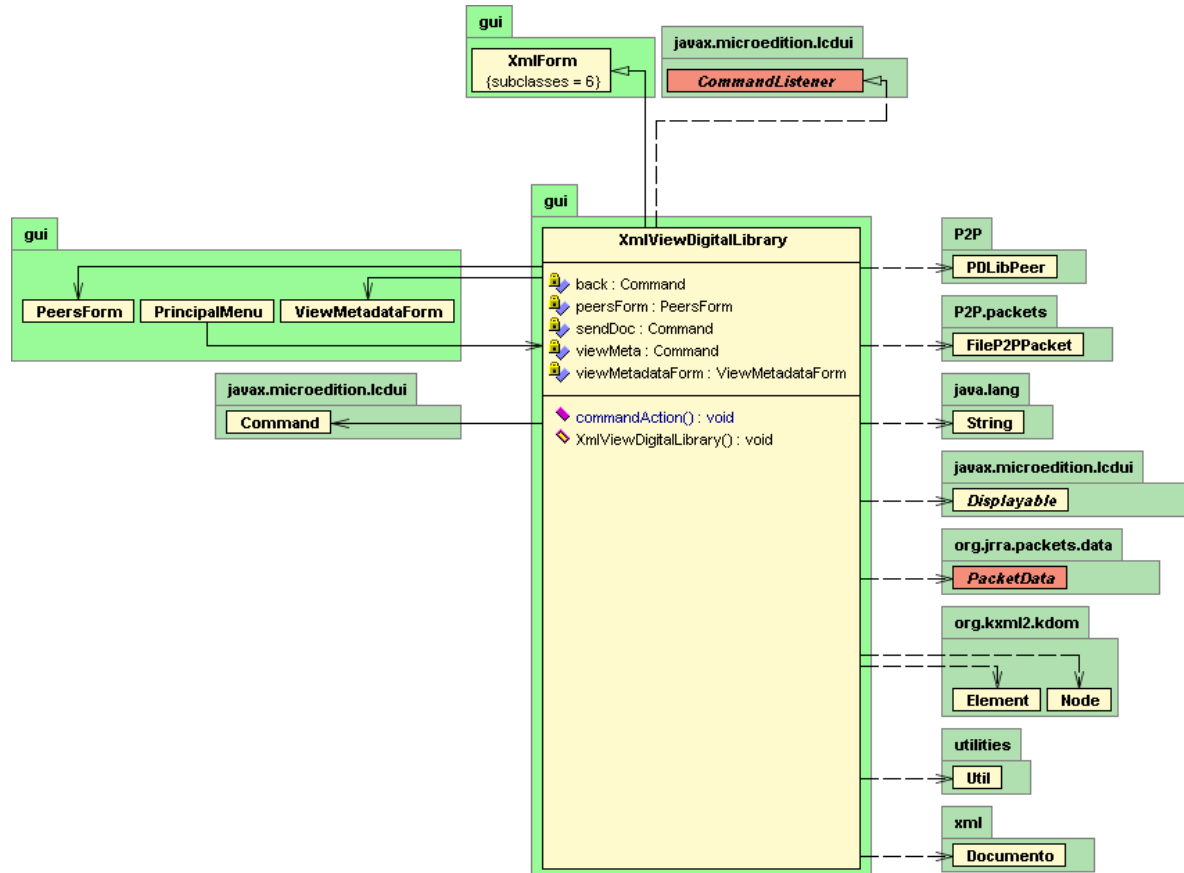 gui
XmlForm
{subclasses = 6}
javax.microedition.lcdui
CommandListener
gui
PeersForm
PrincipalMenu
ViewMetadataForm
javax.microedition.lcdui
Command
gui
XmlViewDigitalLibrary
back : Command
peersForm : PeersForm
sendDoc : Command
viewMeta : Command
viewMetadataForm : ViewMetadataForm
commandAction() : void
XmlViewDigitalLibrary() : void
P2P
PDLibPeer
P2P.packets
FileP2PPacket
java.lang
String
javax.microedition.lcdui
Displayable
org.jrra.packets.data
PacketData
org.kxml2.kdom
Element
Node
utilities
Util
xml
Documento